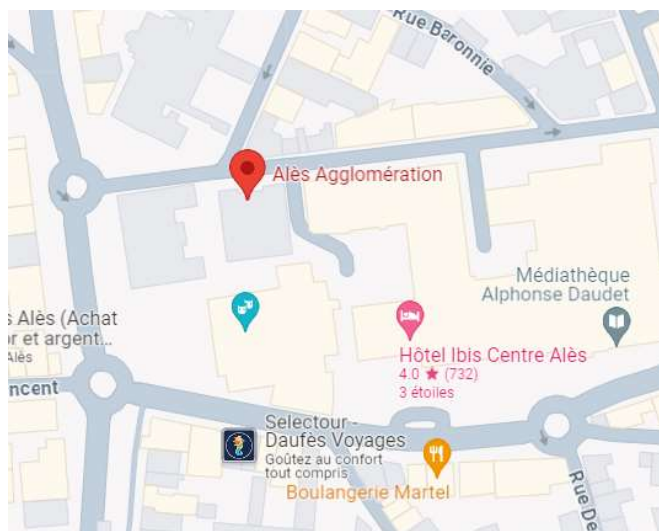 Rue Baronnie
Alès Agglomération
Médiathèque
Alphonse Daudet
s Alès (Achat
or et argent...
Alès
Hôtel Ibis Centre Alès
4.0 ★ (732)
3 étoiles
ncent
Selectour -
Daufès Voyages
Goûtez au confort
tout compris
Boulangerie Martel
Rue De